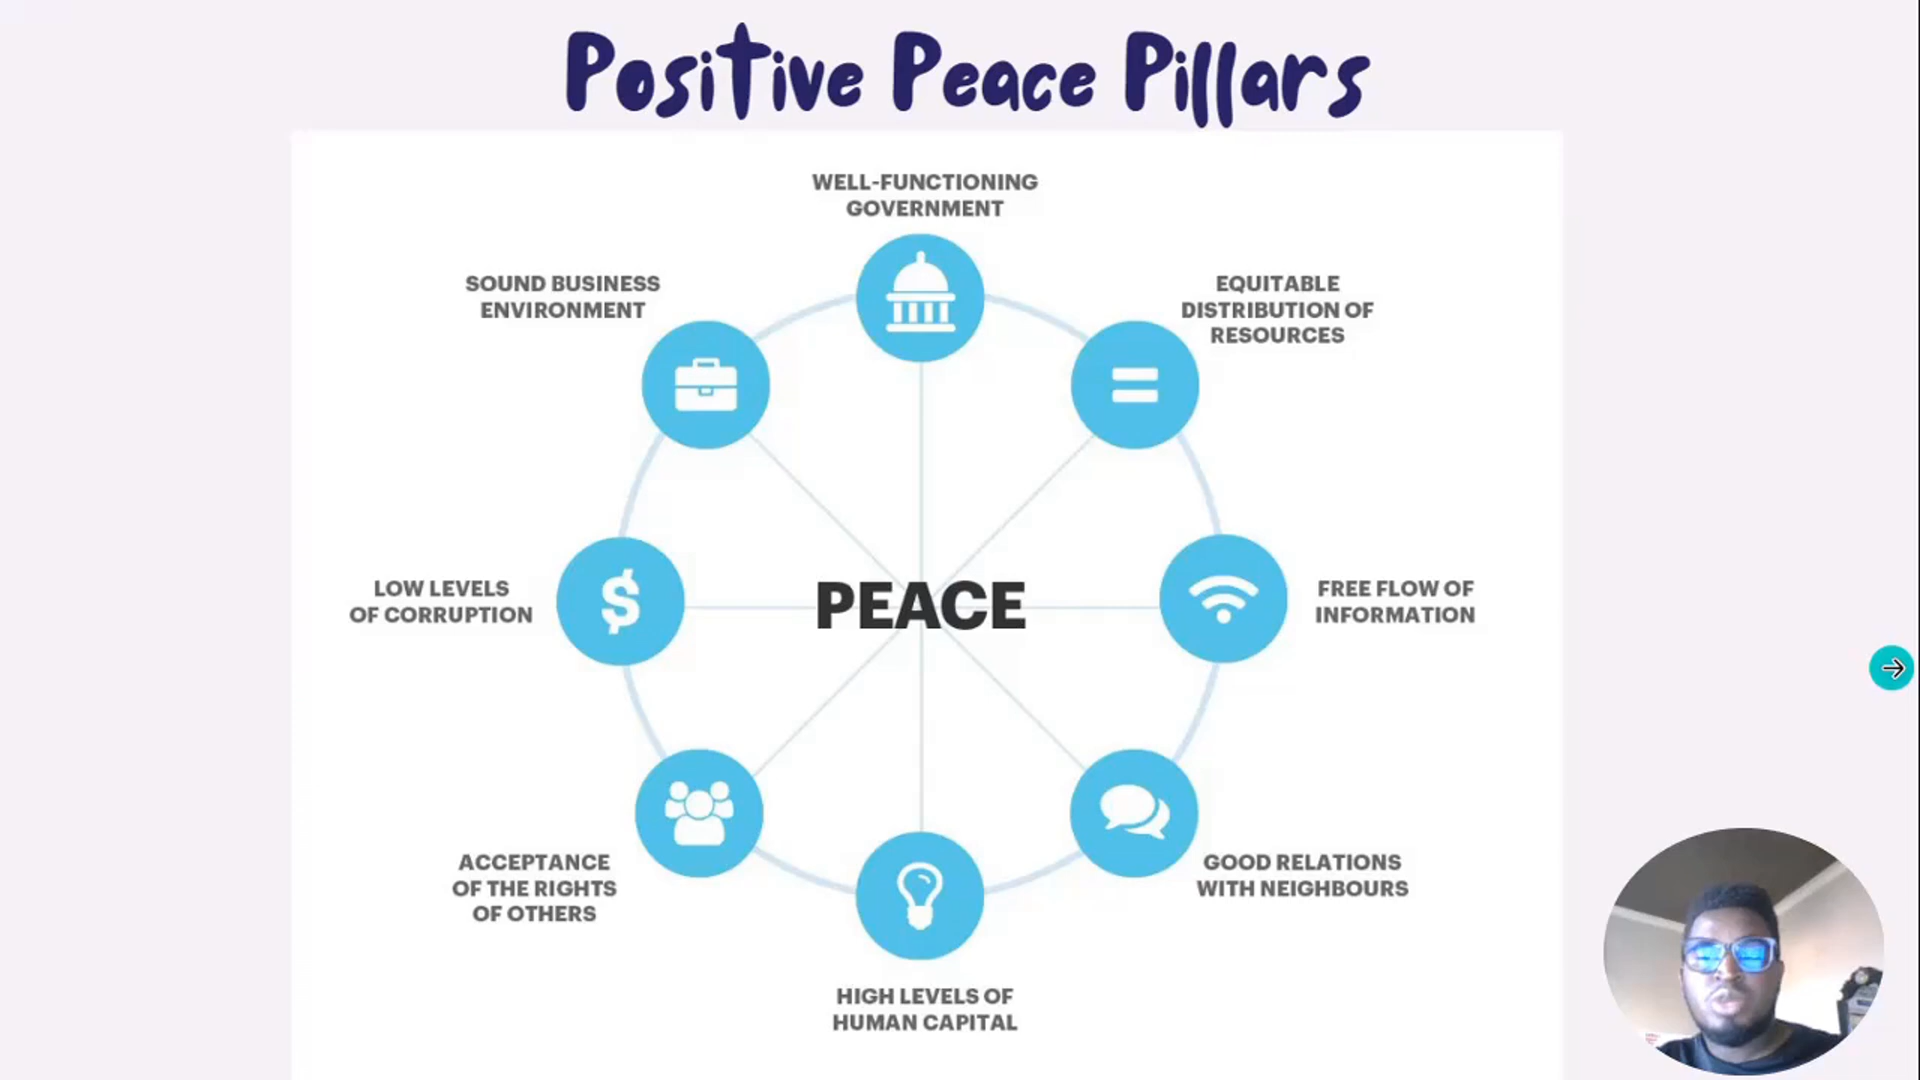 Positive Peace Pillars
WELL-FUNCTIONING
GOVERNMENT
SOUND BUSINESS
ENVIRONMENT
EQUITABLE
DISTRIBUTION OF
RESOURCES
LOW LEVELS
OF CORRUPTION
$
PEACE
FREE FLOW OF
INFORMATION
ACCEPTANCE
OF THE RIGHTS
OF OTHERS
GOOD RELATIONS
WITH NEIGHBOURS
HIGH LEVELS OF
HUMAN CAPITAL